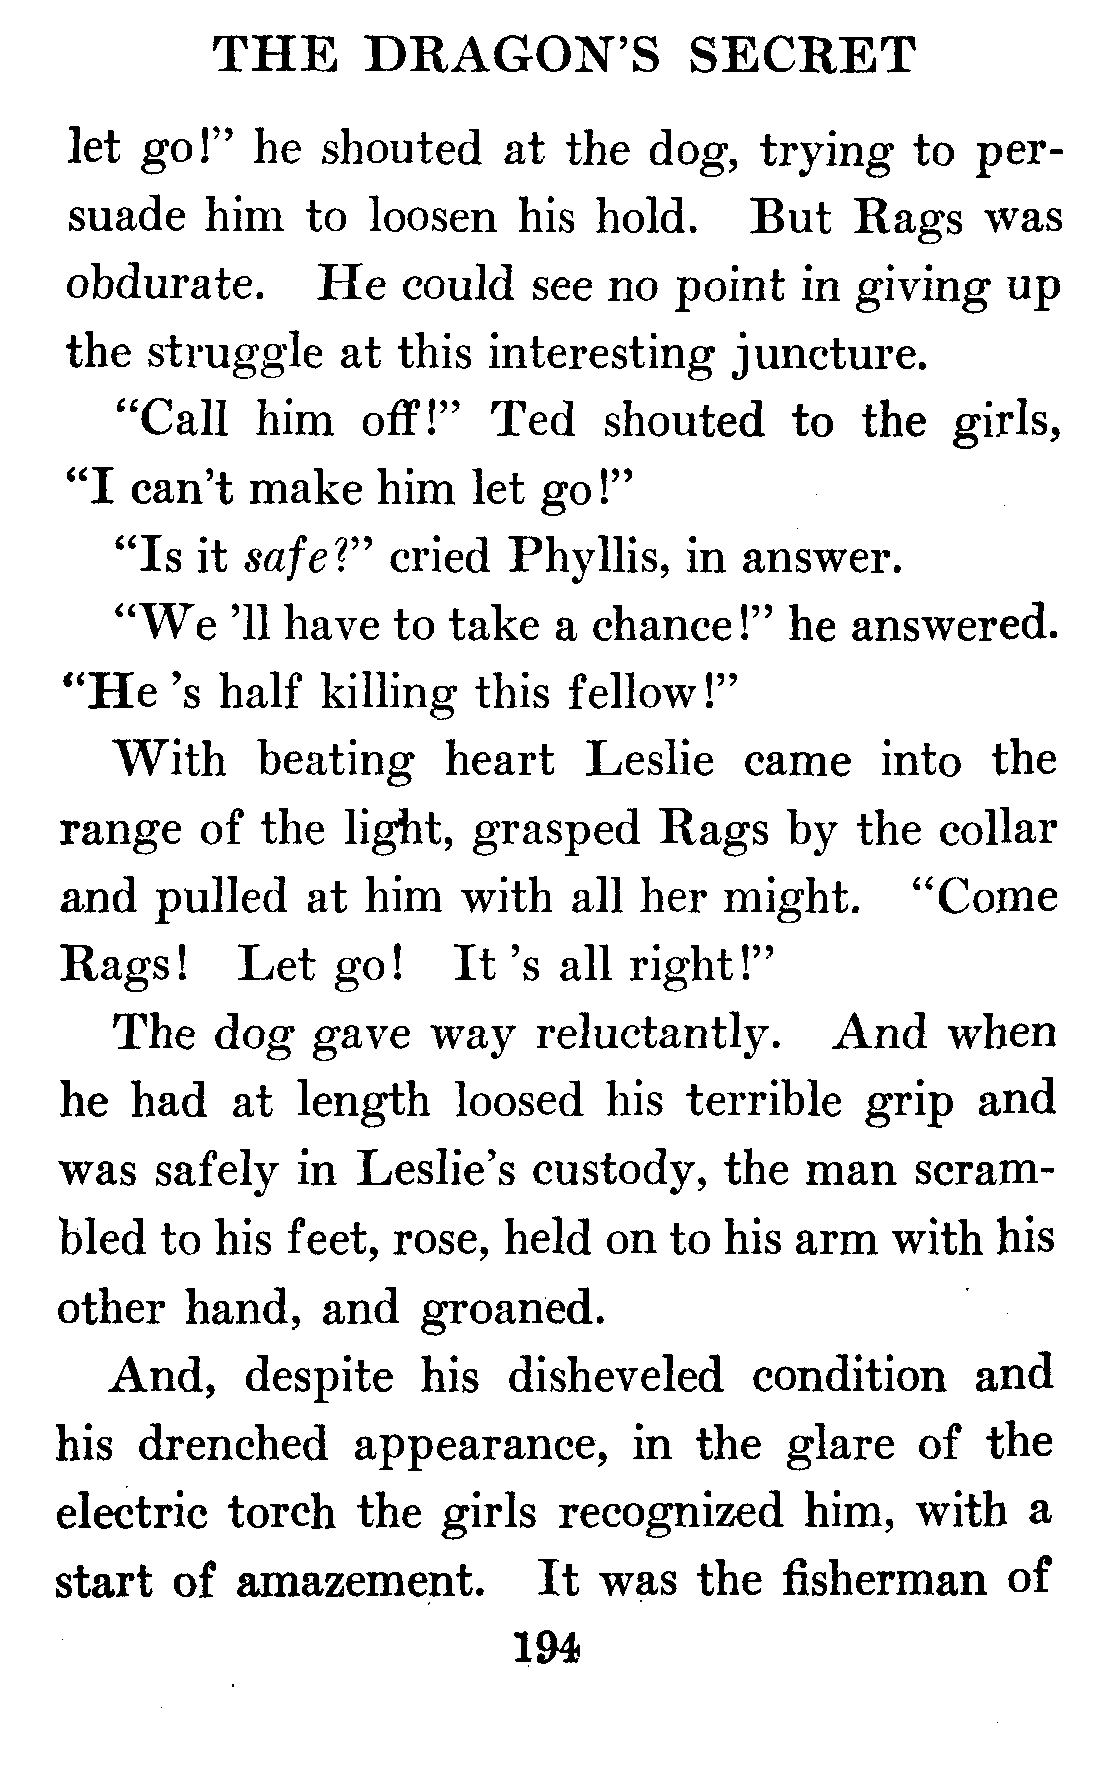 THE DRAGON'S SECRET
let go!" he shouted at the dog, trying to per-
suade him to loosen his hold. But Rags was
obdurate. He could see no point in giving up
the struggle at this interesting juncture.
"Call him off!" Ted shouted to the girls,
"I can't make him let go!"
"Is it safe?" cried Phyllis, in answer.
"We 'll have to take a chance!" he answered.
"He 's half killing this fellow!"
With beating heart Leslie came into the
range of the light, grasped Rags by the collar
and pulled at him with all her might. "Come
Rags! Let go! It 's all right!"
The dog gave way reluctantly. And when
he had at length loosed his terrible grip and
was safely in Leslie's custody, the man scram-
bled to his feet, rose, held on to his arm with his
other hand, and groaned.
And, despite his disheveled condition and
his drenched appearance, in the glare of the
electric torch the girls recognized him, with a
start of amazement. It was the fisherman of
194